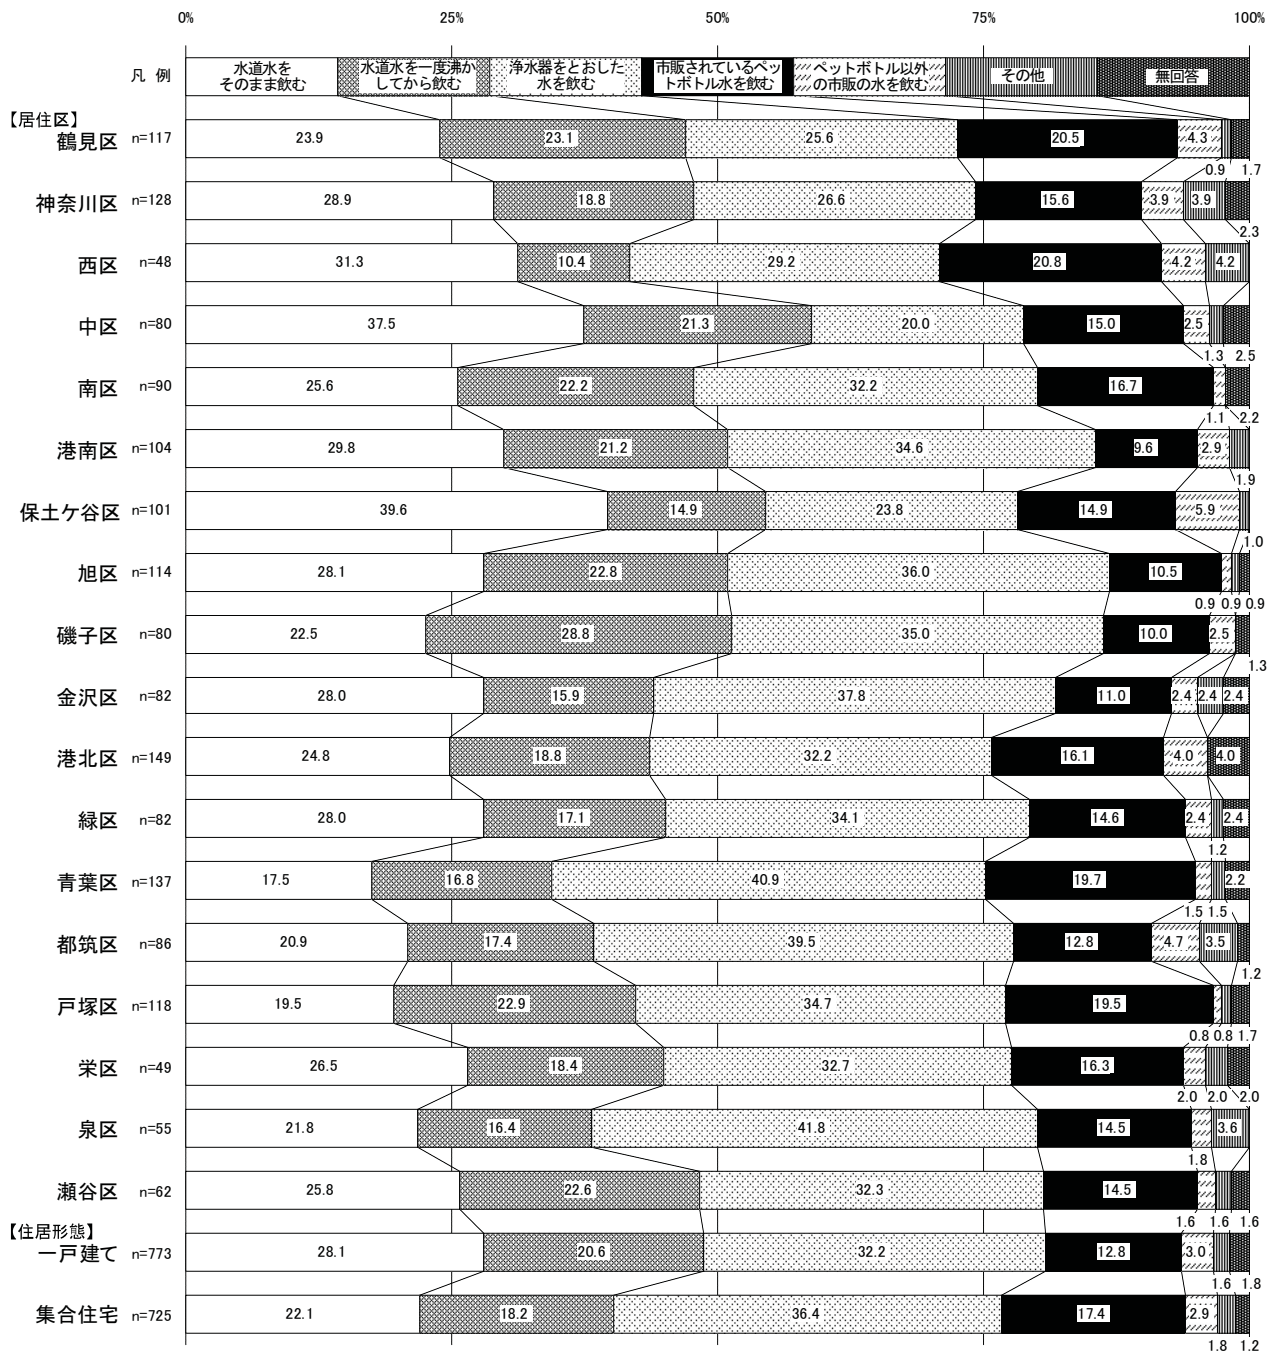 0% 25% 50% 75% 100%
凡 例
水道水を
そのまま飲む
水道水を一度沸か
してから飲む
浄水器をとおした
水を飲む
市販されているペッ
トボトル水を飲む
ペットボトル以外
の市販の水を飲む
その他
無回答
【居住区】
鶴見区 n=117 23.9 23.1 25.6 20.5 4.3
0.9 1.7
神奈川区 n=128 28.9 18.8 26.6 15.6 3.9 3.9
2.3
西区 n=48 31.3 10.4 29.2 20.8 4.2 4.2
中区 n=80 37.5 21.3 20.0 15.0 2.5
1.3 2.5
南区 n=90 25.6 22.2 32.2 16.7
1.1 2.2
港南区 n=104 29.8 21.2 34.6 9.6 2.9
1.9
保土ケ谷区 n=101 39.6 14.9 23.8 14.9 5.9
1.0
旭区 n=114 28.1 22.8 36.0 10.5
0.9 0.9 0.9
磯子区 n=80 22.5 28.8 35.0 10.0 2.5
1.3
金沢区 n=82 28.0 15.9 37.8 11.0 2.4 2.4 2.4
港北区 n=149 24.8 18.8 32.2 16.1 4.0 4.0
緑区 n=82 28.0 17.1 34.1 14.6 2.4 2.4
1.2
青葉区 n=137 17.5 16.8 40.9 19.7 2.2
1.5 1.5
都筑区 n=86 20.9 17.4 39.5 12.8 4.7 3.5
1.2
戸塚区 n=118 19.5 22.9 34.7 19.5
0.8 0.8 1.7
栄区 n=49 26.5 18.4 32.7 16.3
2.0 2.0 2.0
泉区 n=55 21.8 16.4 41.8 14.5 3.6
1.8
瀬谷区 n=62 25.8 22.6 32.3 14.5
1.6 1.6 1.6
【住居形態】
一戸建て n=773 28.1 20.6 32.2 12.8 3.0
1.6 1.8
集合住宅 n=725 22.1 18.2 36.4 17.4 2.9
1.8 1.2